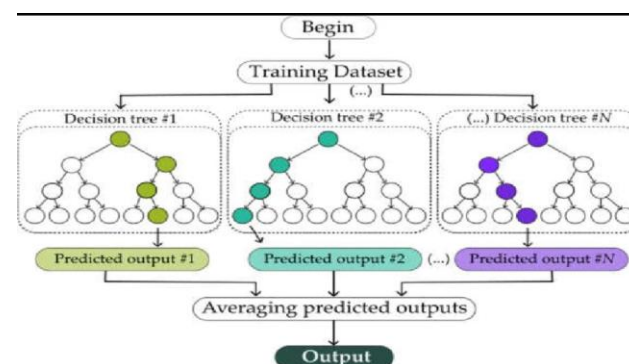 Begin
Training Dataset
(...)
Decision tree #1
Decision tree #2
(...) Decision tree #N
Predicted output #1
Predicted output #2
(...)
Predicted output #N
Averaging predicted outputs
Output